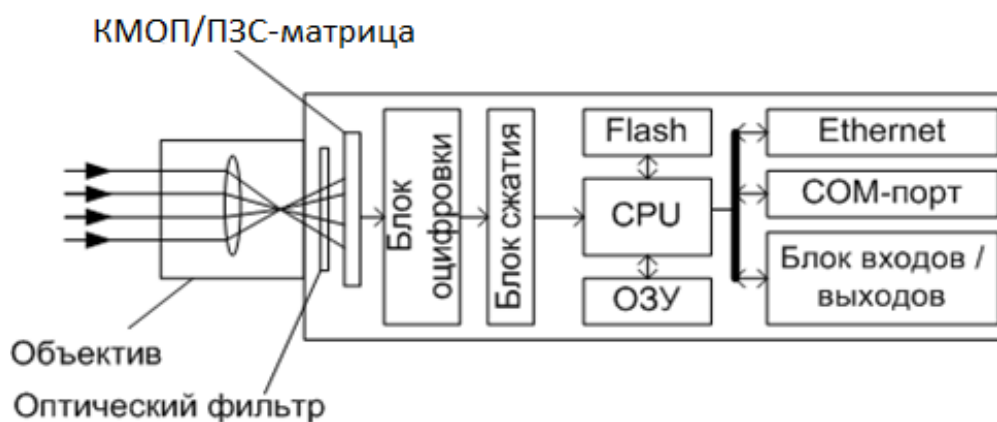 КМОП/ПЗС-матрица
Блок
оцифровки
Блок сжатия
Flash
CPU
ОЗУ
Ethernet
COM-порт
Блок входов /
выходов
Объектив
Оптический фильтр